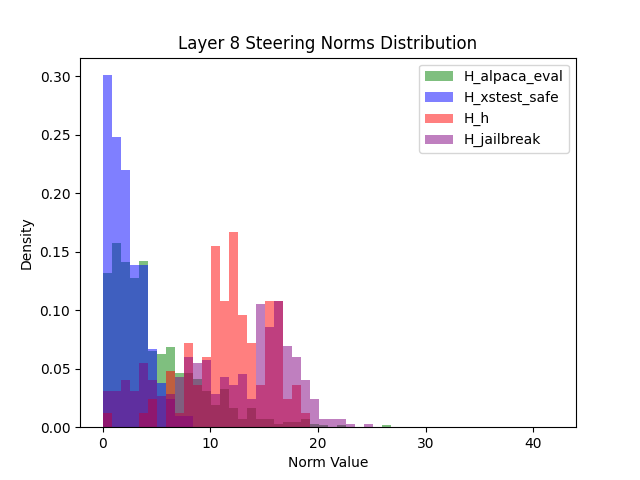 Layer 8 Steering Norms Distribution
H_alpaca_eval
H_xstest_safe
H_h
H_jailbreak
0.30
0.25
0.20
0.15
0.10
0.05
0.00
Density
0 10 20 30 40
Norm Value